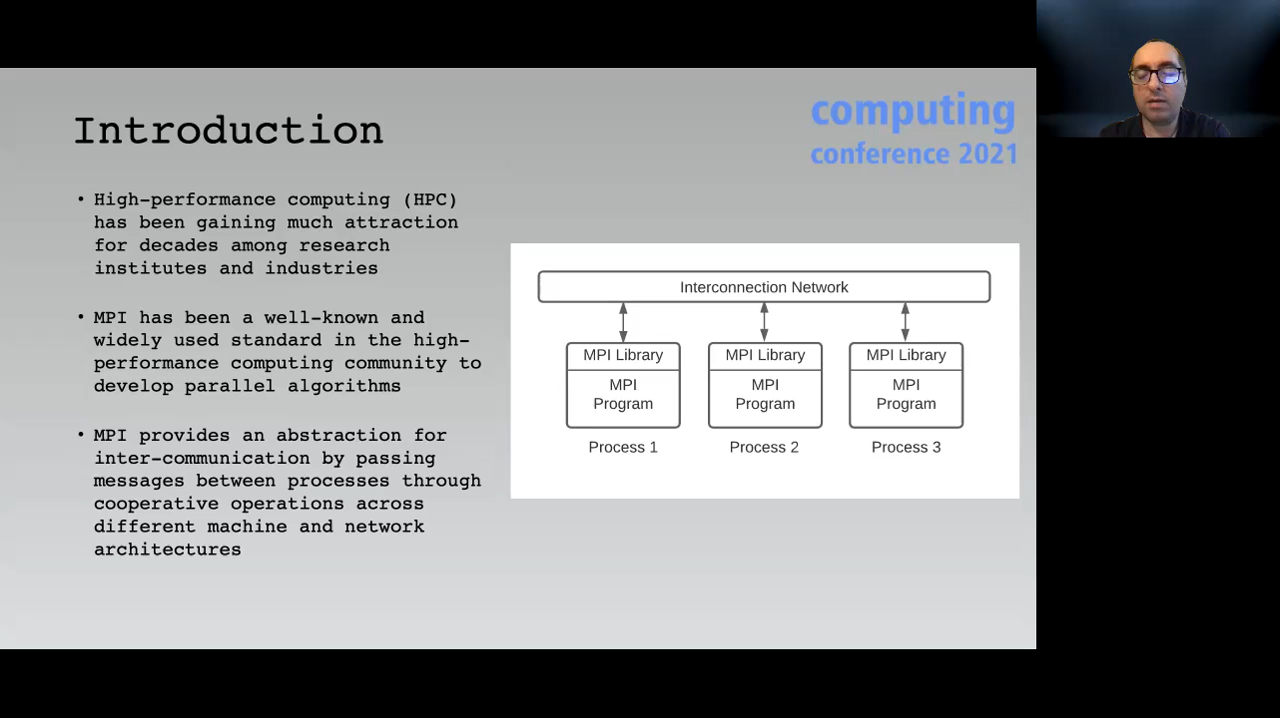 Introduction
computing
conference 2021
• High-performance computing (HPC)
has been gaining much attraction
for decades among research
institutes and industries
• MPI has been a well-known and
widely used standard in the high-
performance computing community to
develop parallel algorithms
• MPI provides an abstraction for
inter-communication by passing
messages between processes through
cooperative operations across
different machine and network
architectures
Interconnection Network
MPI Library
MPI
Program
Process 1
MPI Library
MPI
Program
Process 2
MPI Library
MPI
Program
Process 3